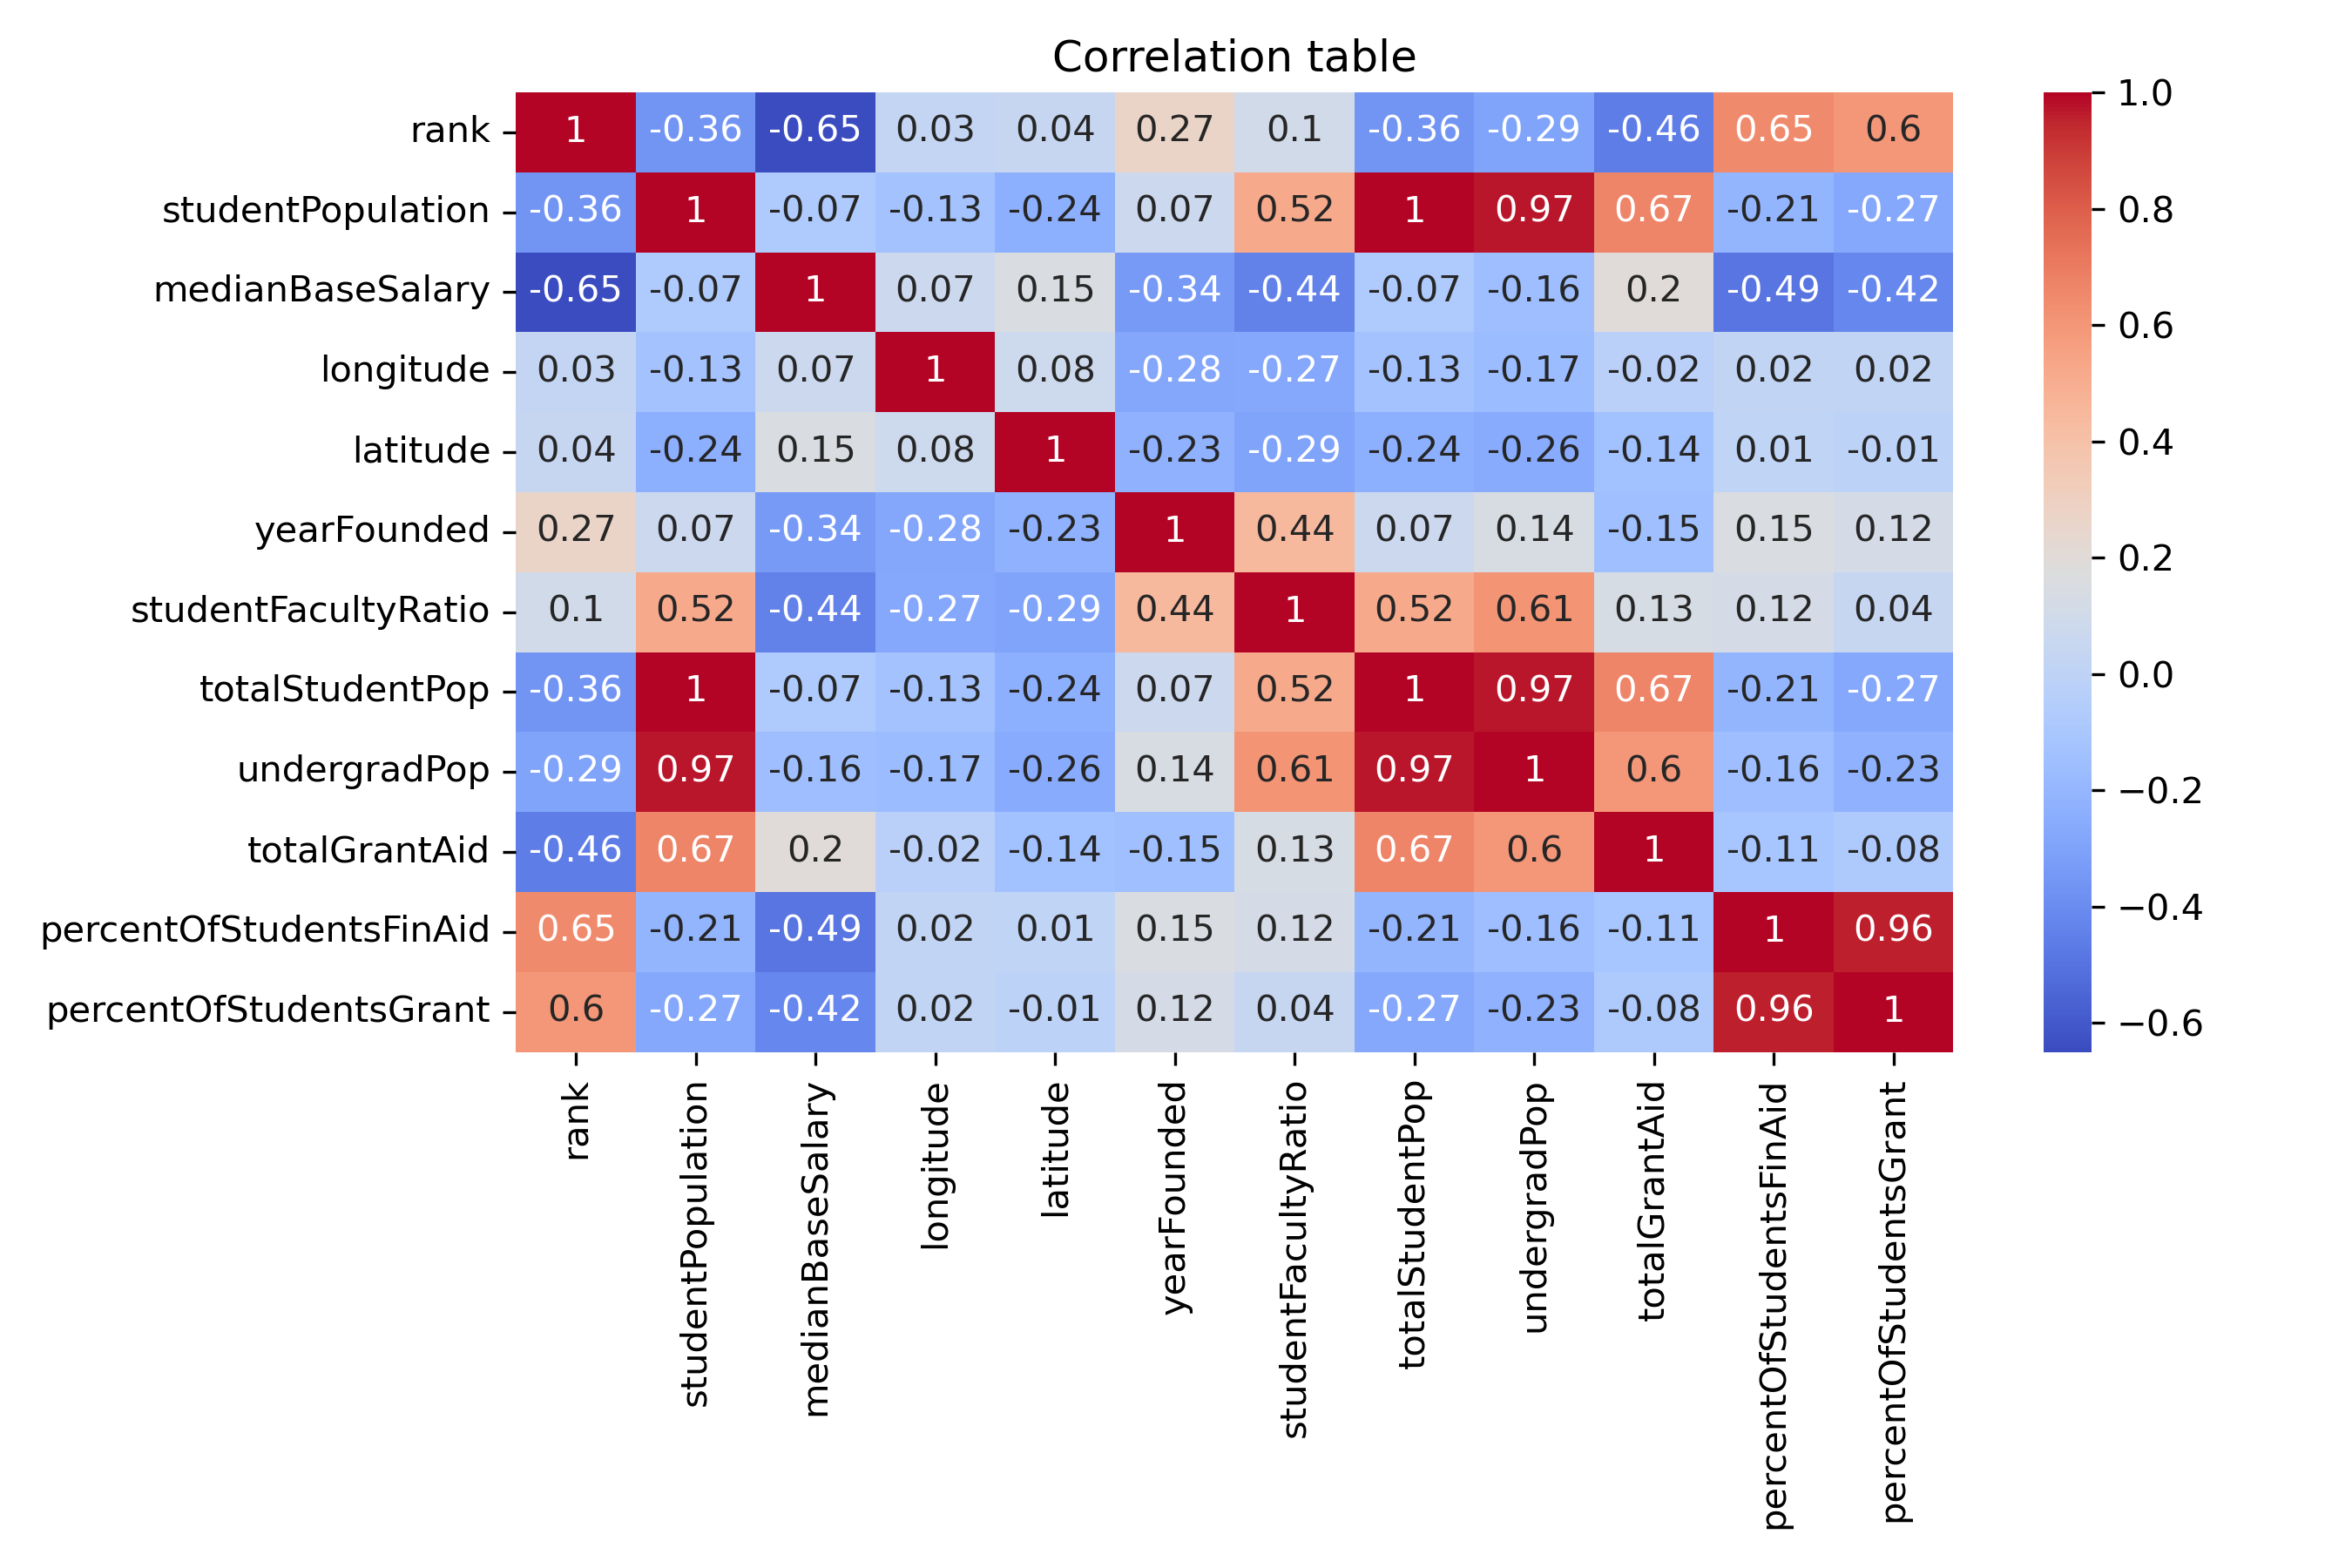 Correlation table
rank 1 -0.36 -0.65 0.03 0.04 0.27 0.1 -0.36 -0.29 -0.46 0.65 0.6
studentPopulation -0.36 1 -0.07 -0.13 -0.24 0.07 0.52 1 0.97 0.67 -0.21 -0.27
medianBaseSalary -0.65 -0.07 1 0.07 0.15 -0.34 -0.44 -0.07 -0.16 0.2 -0.49 -0.42
longitude 0.03 -0.13 0.07 1 0.08 -0.28 -0.27 -0.13 -0.17 -0.02 0.02 0.02
latitude 0.04 -0.24 0.15 0.08 1 -0.23 -0.29 -0.24 -0.26 -0.14 0.01 -0.01
yearFounded 0.27 0.07 -0.34 -0.28 -0.23 1 0.44 0.07 0.14 -0.15 0.15 0.12
studentFacultyRatio 0.1 0.52 -0.44 -0.27 -0.29 0.44 1 0.52 0.61 0.13 0.12 0.04
totalStudentPop -0.36 1 -0.07 -0.13 -0.24 0.07 0.52 1 0.97 0.67 -0.21 -0.27
undergradPop -0.29 0.97 -0.16 -0.17 -0.26 0.14 0.61 0.97 1 0.6 -0.16 -0.23
totalGrantAid -0.46 0.67 0.2 -0.02 -0.14 -0.15 0.13 0.67 0.6 1 -0.11 -0.08
percentOfStudentsFinAid 0.65 -0.21 -0.49 0.02 0.01 0.15 0.12 -0.21 -0.16 -0.11 1 0.96
percentOfStudentsGrant 0.6 -0.27 -0.42 0.02 -0.01 0.12 0.04 -0.27 -0.23 -0.08 0.96 1
rank
studentPopulation
medianBaseSalary
longitude
latitude
yearFounded
studentFacultyRatio
totalStudentPop
undergradPop
totalGrantAid
percentOfStudentsFinAid
percentOfStudentsGrant
1.0
0.8
0.6
0.4
0.2
0.0
−0.2
−0.4
−0.6